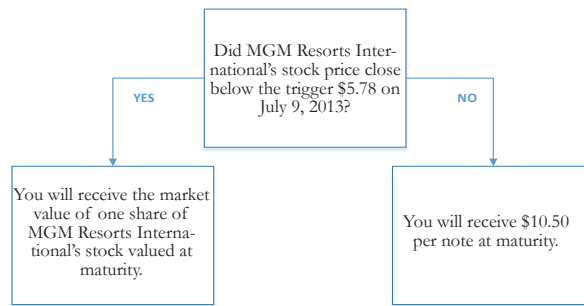 Did MGM Resorts Inter-
national's stock price close
below the trigger $5.78 on
July 9, 2013?
YES
NO
You will receive the market
value of one share of
MGM Resorts Interna-
tional's stock valued at
maturity.
You will receive $10.50
per note at maturity.